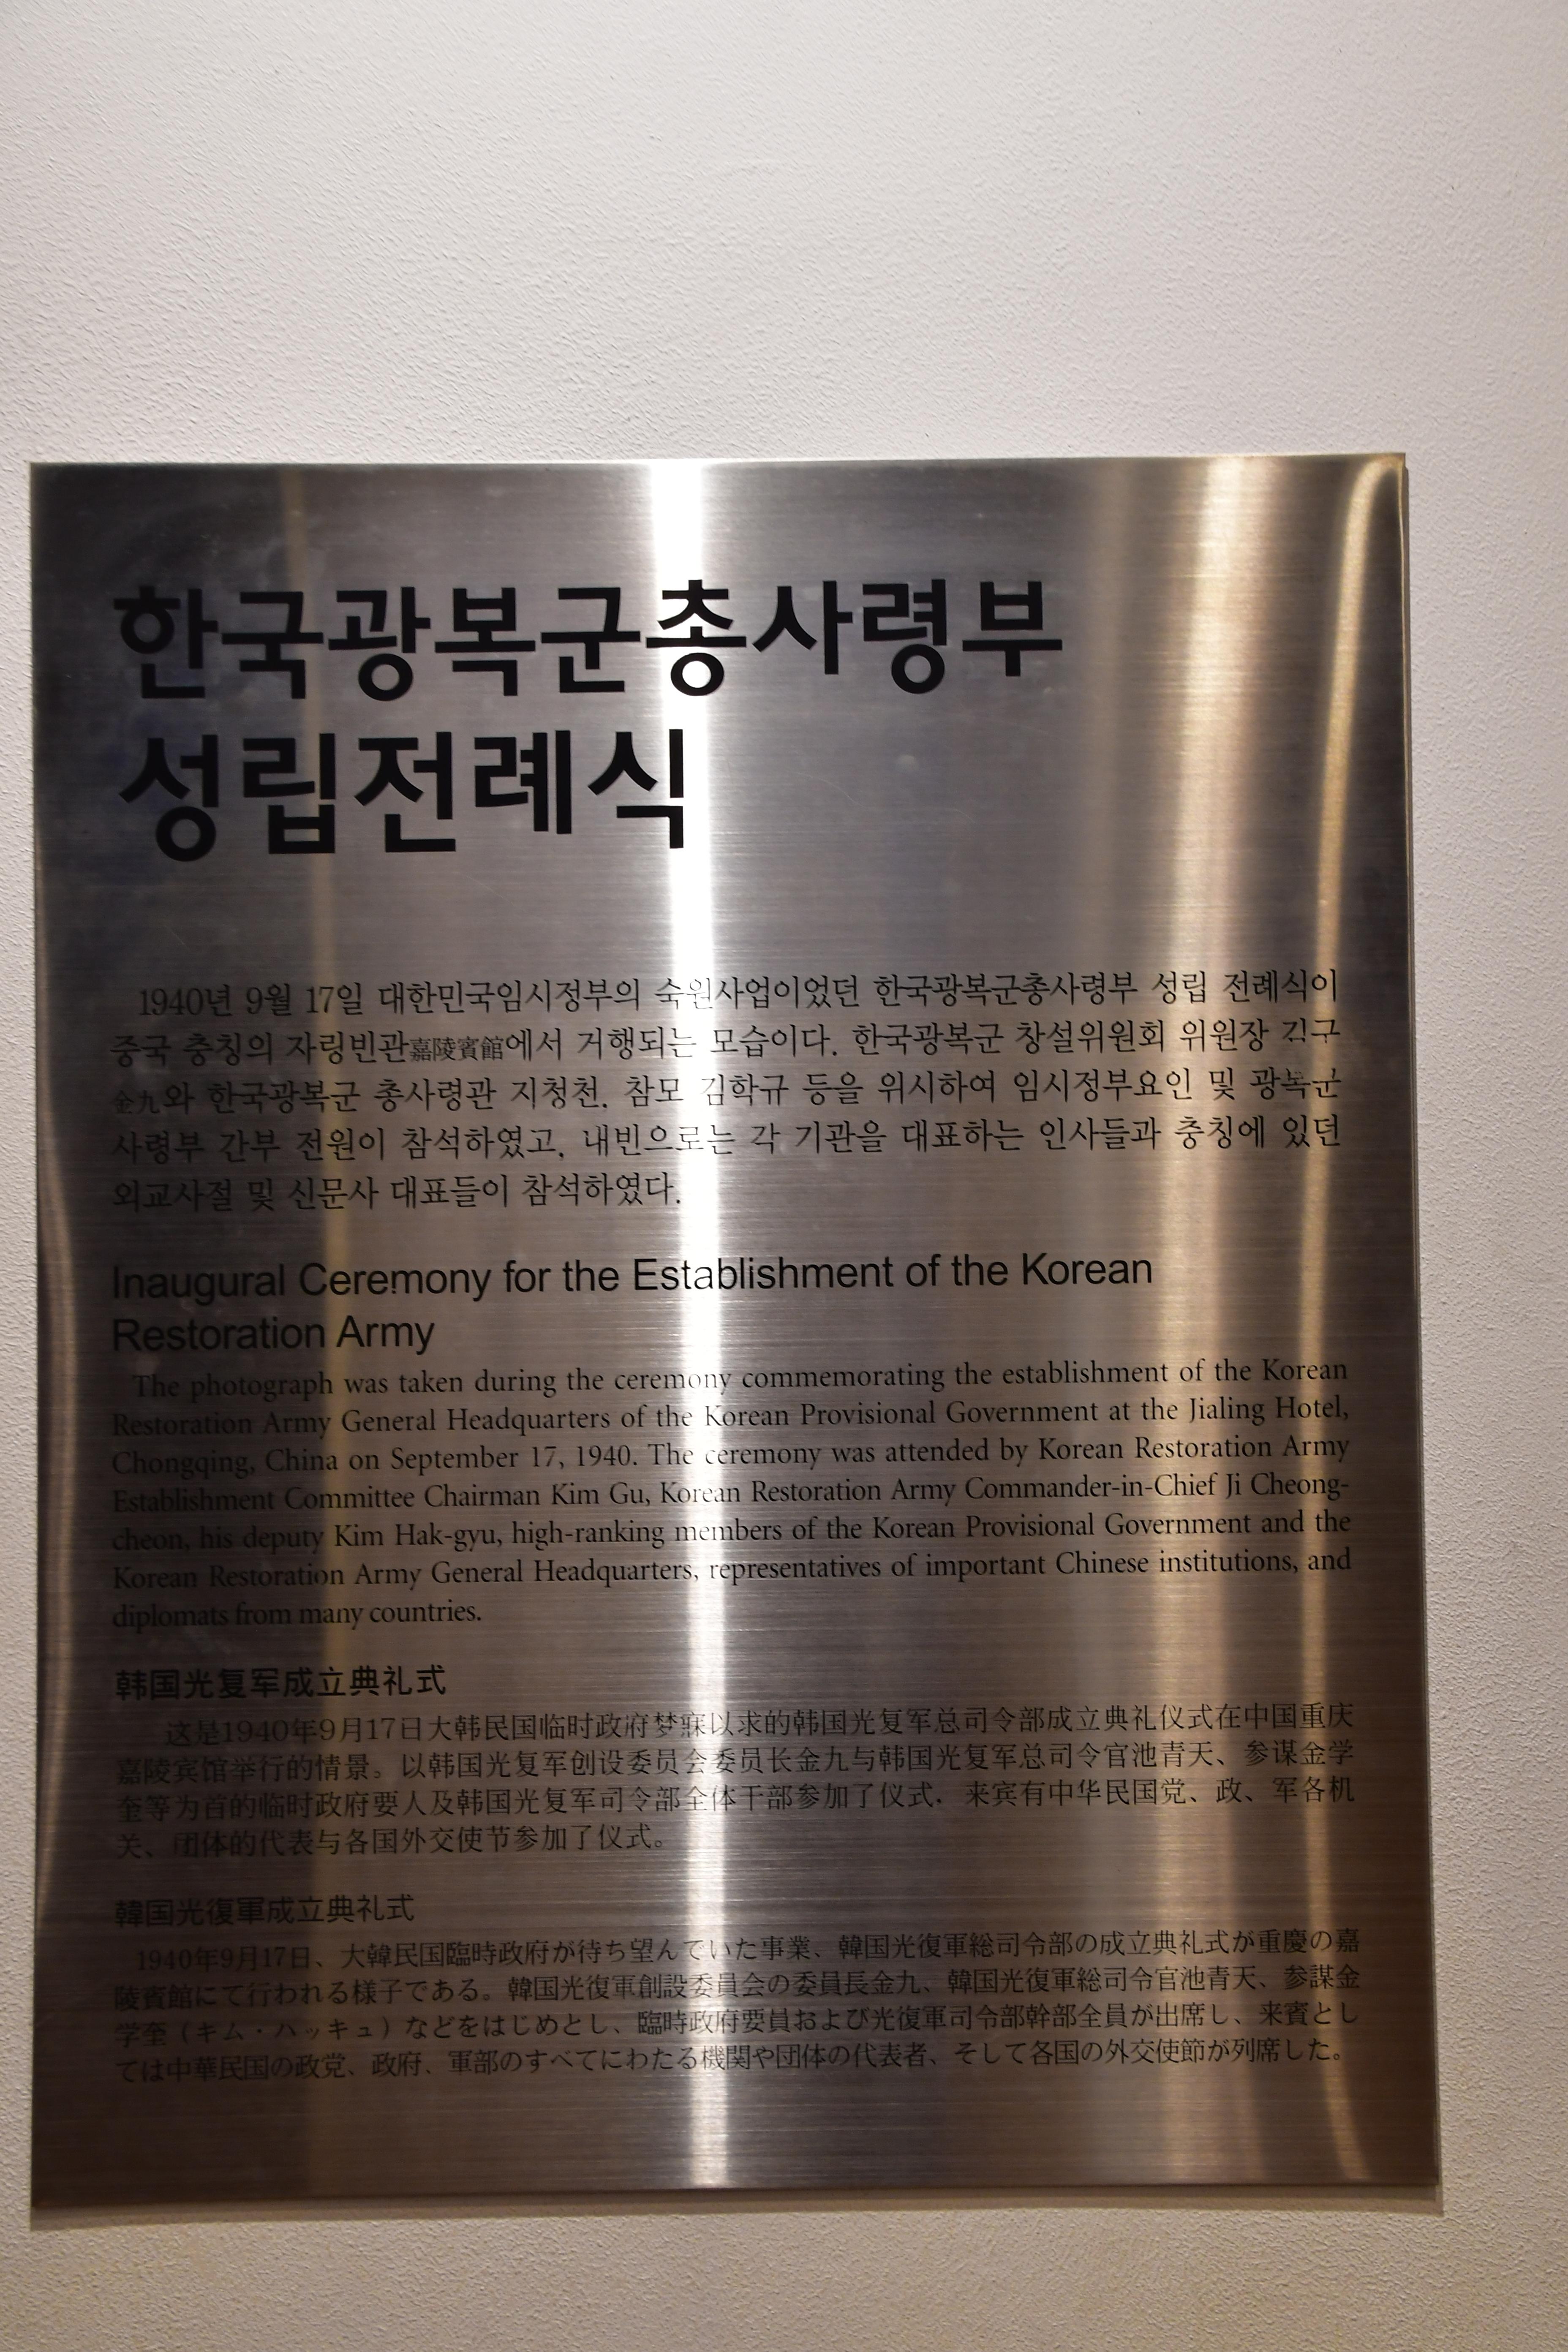 한국광복군총사령부
성립전례식
1940년 9월 17일 대한민국임시정부의 숙원사업이었던 한국광복군총사령부 성립 전례식이
중국 충칭의 자링빈관嘉陵賓館에서 거행되는 모습이다. 한국광복군 창설위원회 위원장 김구
金九와 한국광복군 총사령관 지청천, 참모 김학규 등을 위시하여 임시정부요인 및 광복군
사령부 간부 전원이 참석하였고, 내빈으로는 각 기관을 대표하는 인사들과 충칭에 있던
외교사절 및 신문사 대표들이 참석하였다.
Inaugural Ceremony for the Establishment of the Korean
Restoration Army
The photograph was taken during the ceremony commemorating the establishment of the Korean
Restoration Army General Headquarters of the Korean Provisional Government at the Jialing Hotel,
Chongqing, China on September 17, 1940. The ceremony was attended by Korean Restoration Army
Establishment Committee Chairman Kim Gu, Korean Restoration Army Commander-in-Chief Ji Cheong-
cheon, his deputy Kim Hak-gyu, high-ranking members of the Korean Provisional Government and the
Korean Restoration Army General Headquarters, representatives of important Chinese institutions, and
diplomats from many countries.
韩国光复军成立典礼式
这是1940年9月17日大韩民国临时政府梦寐以求的韩国光复军总司令部成立典礼仪式在中国重庆
嘉陵宾馆举行的情景。以韩国光复军创设委员会委员长金九与韩国光复军总司令官池青天、参谋金学
奎等为首的临时政府要人及韩国光复军司令部全体干部参加了仪式. 来宾有中华民国党、政、军各机
关、团体的代表与各国外交使节参加了仪式。
韓国光復軍成立典礼式
1940年9月17日、大韓民国臨時政府が待ち望んでいた事業、韓国光復軍総司令部の成立典礼式が重慶の嘉
陵賓館にて行われる様子である。韓国光復軍創設委員会の委員長金九、韓国光復軍総司令官池青天、参謀金
学奎（キム・ハッキュ）などをはじめとし、臨時政府要員および光復軍司令部幹部全員が出席し、来賓とし
ては中華民国の政党、政府、軍部のすべてにわたる機関や団体の代表者、そして各国の外交使節が列席した。